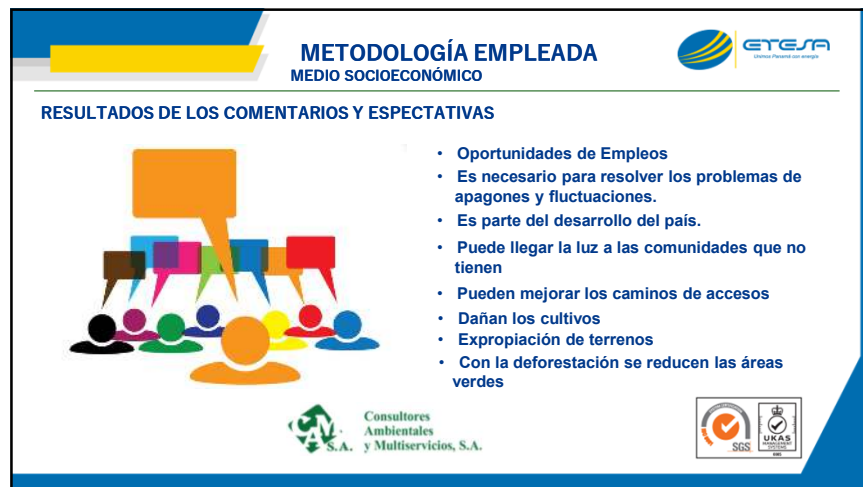 METODOLOGÍA EMPLEADA
MEDIO SOCIOECONÓMICO
ETESA
Unimos Panamá con energía
RESULTADOS DE LOS COMENTARIOS Y ESPECTATIVAS
• Oportunidades de Empleos
• Es necesario para resolver los problemas de
apagones y fluctuaciones.
• Es parte del desarrollo del país.
• Puede llegar la luz a las comunidades que no
tienen
• Pueden mejorar los caminos de accesos
• Dañan los cultivos
• Expropiación de terrenos
• Con la deforestación se reducen las áreas
verdes
CAM S.A.
Consultores
Ambientales
y Multiservicios, S.A.
SGS
UKAS
MANAGEMENT
SYSTEMS